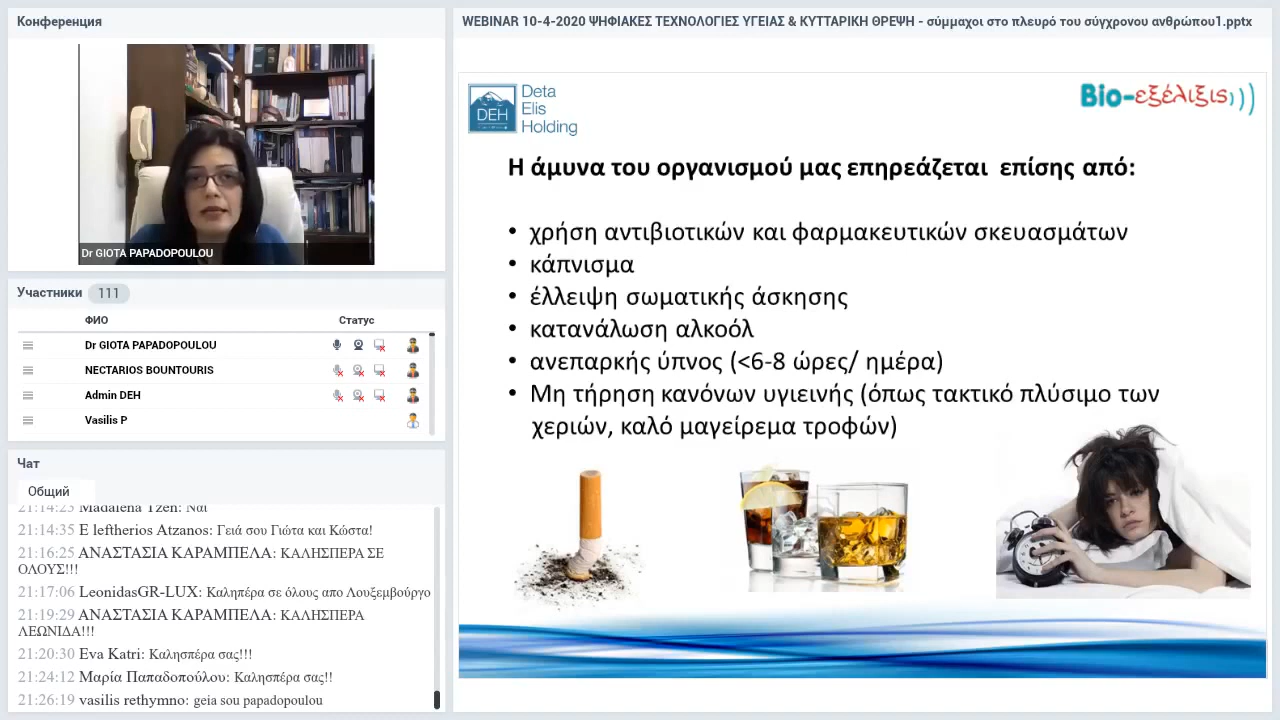 Конференция
Dr GIOTA PAPADOPOULOU
Участники 111
ФИО Статус
Dr GIOTA PAPADOPOULOU
NECTARIOS BOUNTOURIS
Admin DEH
Vasilis P
Чат
Общий
21:14:23 Madalena Tzen: Ναι
21:14:35 E leftherios Atzanos: Γειά σου Γιώτα και Κώστα!
21:16:25 ΑΝΑΣΤΑΣΙΑ ΚΑΡΑΜΠΕΛΑ: ΚΑΛΗΣΠΕΡΑ ΣΕ
ΟΛΟΥΣ!!!
21:17:06 LeonidasGR-LUX: Καληπέρα σε όλους απο Λουξεμβούργο
21:19:29 ΑΝΑΣΤΑΣΙΑ ΚΑΡΑΜΠΕΛΑ: ΚΑΛΗΣΠΕΡΑ
ΛΕΩΝΙΔΑ!!!
21:20:30 Eva Katri: Καλησπέρα σας!!!
21:24:12 Μαρία Παπαδοπούλου: Καλησπέρα σας!!
21:26:19 vasilis rethymno: geia sou papadopoulou
WEBINAR 10-4-2020 ΨΗΦΙΑΚΕΣ ΤΕΧΝΟΛΟΓΙΕΣ ΥΓΕΙΑΣ & ΚΥΤΤΑΡΙΚΗ ΘΡΕΨΗ - σύμμαχοι στο πλευρό του σύγχρονου ανθρώπου1.pptx
DEH
Deta
Elis
Holding
Bio-εξέλιξις
Η άμυνα του οργανισμού μας επηρεάζεται επίσης από:
• χρήση αντιβιοτικών και φαρμακευτικών σκευασμάτων
• κάπνισμα
• έλλειψη σωματικής άσκησης
• κατανάλωση αλκοόλ
• ανεπαρκής ύπνος (<6-8 ώρες/ ημέρα)
• Μη τήρηση κανόνων υγιεινής (όπως τακτικό πλύσιμο των
χεριών, καλό μαγείρεμα τροφών)